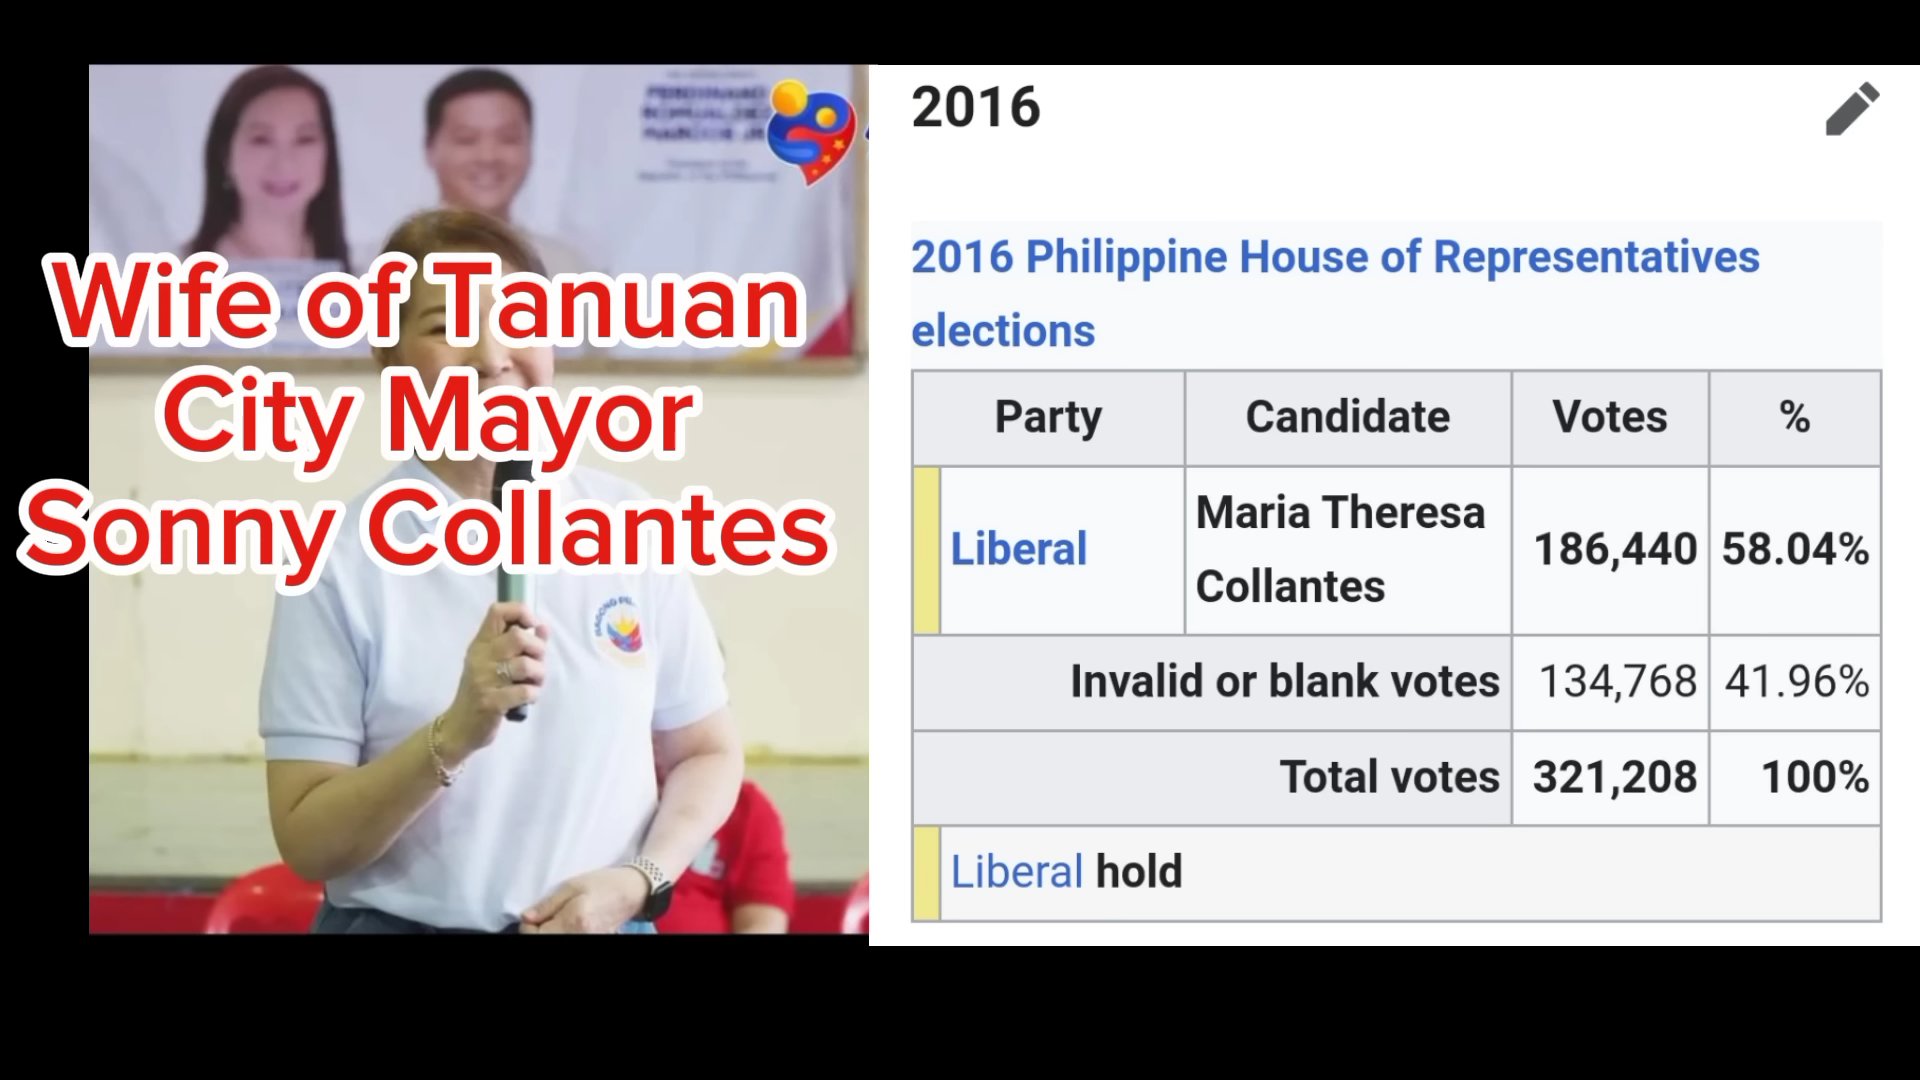 Wife of Tanuan
City Mayor
Sonny Collantes
2016
2016 Philippine House of Representatives
elections
Party Candidate Votes %
Liberal Maria Theresa Collantes 186,440 58.04%
Invalid or blank votes 134,768 41.96%
Total votes 321,208 100%
Liberal hold